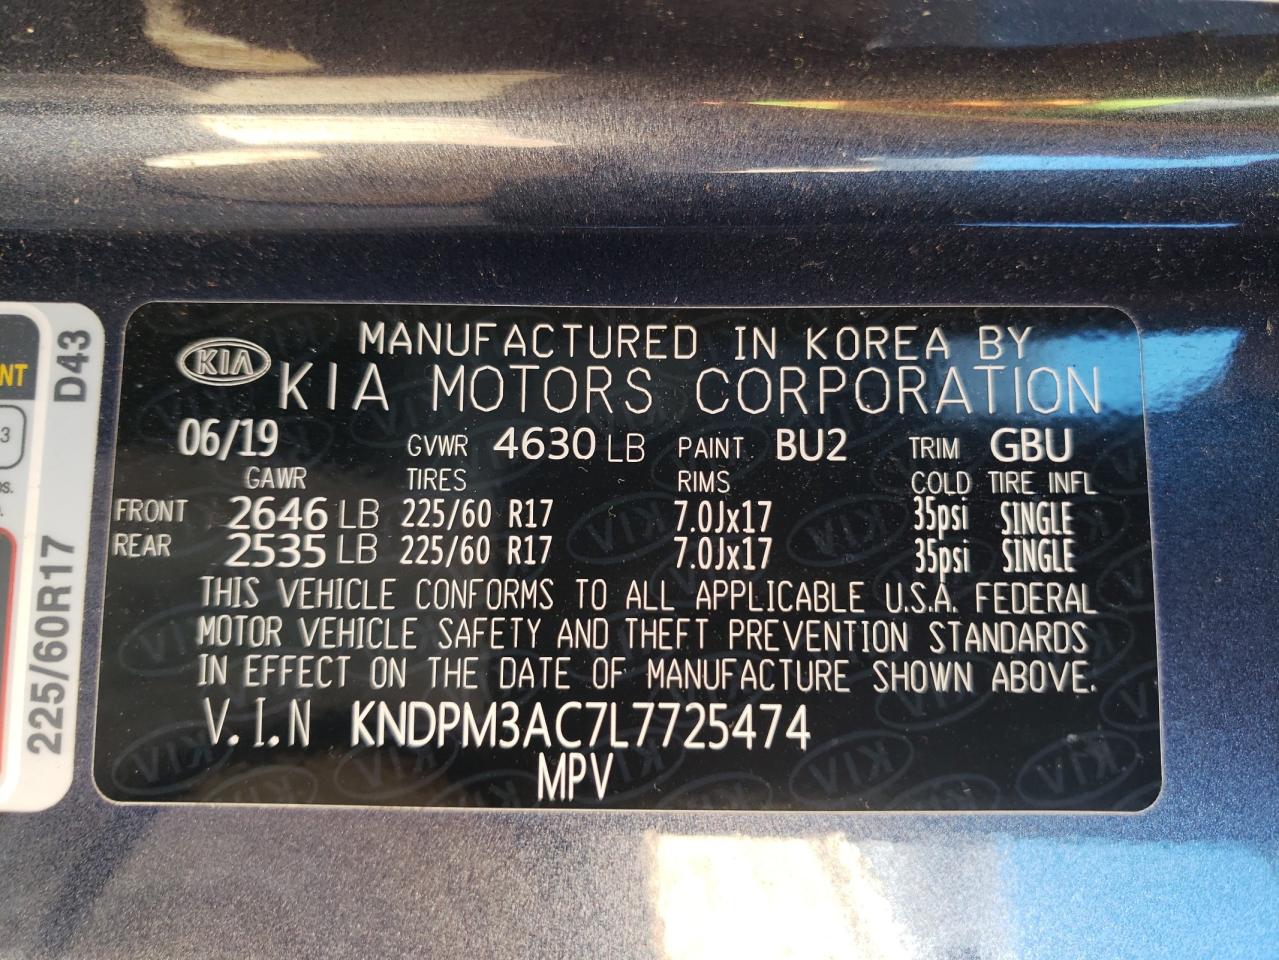 MANUFACTURED IN KOREA BY
KIA KIA MOTORS CORPORATION
06/19 GVWR 4630 LB PAINT BU2 TRIM GBU
GAWR TIRES RIMS COLD TIRE INFL
FRONT 2646 LB 225/60 R17 7.0Jx17 35psi SINGLE
REAR 2535 LB 225/60 R17 7.0Jx17 35psi SINGLE
THIS VEHICLE CONFORMS TO ALL APPLICABLE U.S.A. FEDERAL
MOTOR VEHICLE SAFETY AND THEFT PREVENTION STANDARDS
IN EFFECT ON THE DATE OF MANUFACTURE SHOWN ABOVE.
V.I.N KNDPM3AC7L7725474
MPV
225/60R17 D43
NT
3